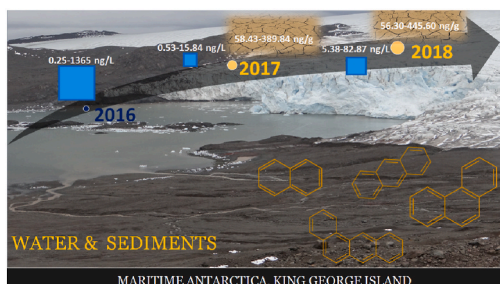 58.43-389.84 ng/g
56.30-445.60 ng/g
0.25-1365 ng/L
0.53-15.84 ng/L
5.38-82.87 ng/L
2016
2017
2018
WATER & SEDIMENTS
MARITIME ANTARCTICA, KING GEORGE ISLAND